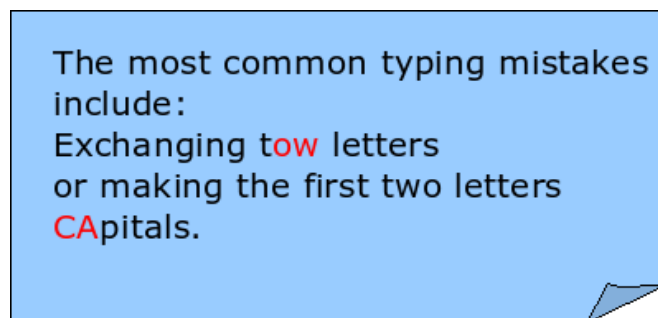 The most common typing mistakes
include:
Exchanging tow letters
or making the first two letters
CApitals.